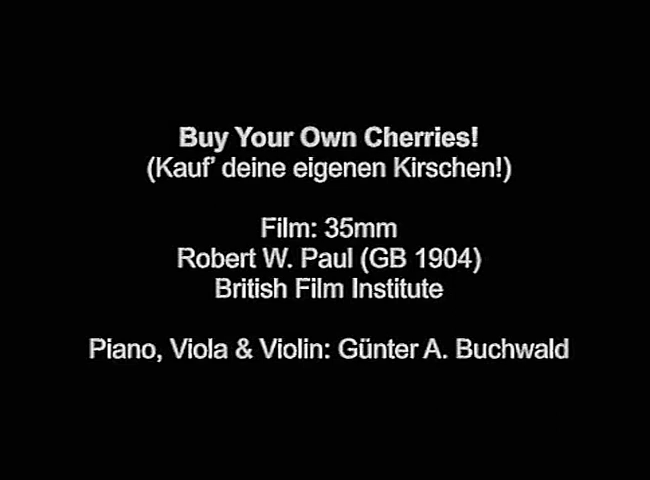 Buy Your Own Cherries!
(Kauf' deine eigenen Kirschen!)
Film: 35mm
Robert W. Paul (GB 1904)
British Film Institute
Piano, Viola & Violin: Günter A. Buchwald